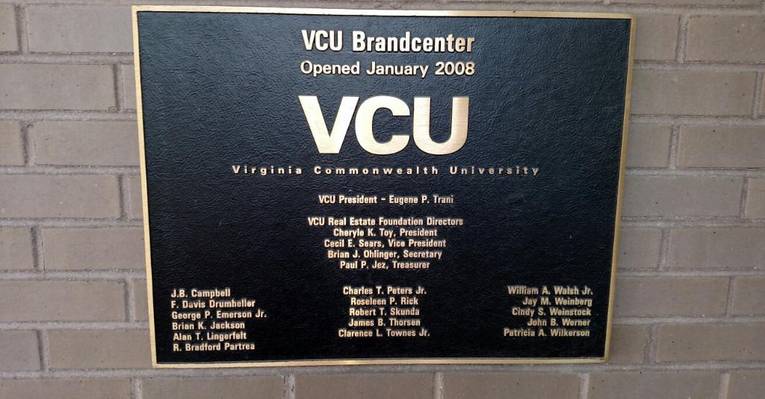 VCU Brandcenter
Opened January 2008
VCU
Virginia Commonwealth University
VCU President - Eugene P. Trani
VCU Real Estate Foundation Directors
Cheryle K. Toy, President
Cecil E. Sears, Vice President
Brian J. Ohlinger, Secretary
Paul P. Jez, Treasurer
J.B. Campbell
F. Davis Drumheller
George P. Emerson Jr.
Brian K. Jackson
Alan T. Lingerfelt
R. Bradford Partrea
Charles T. Peters Jr.
Roseleen P. Rick
Robert T. Skunda
James B. Thorsen
Clarence L. Townes Jr.
William A. Walsh Jr.
Jay M. Weinberg
Cindy S. Weinstock
John B. Werner
Patricia A. Wilkerson